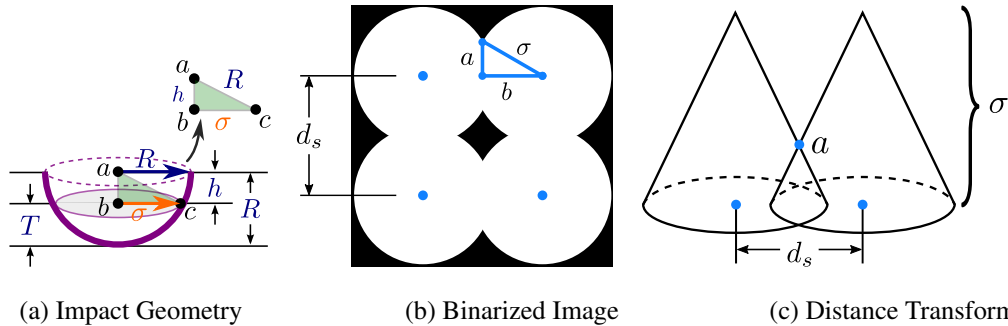 a
R
h
b
c
σ
a
R
h
b
c
σ
T
R
a
σ
b
d_s
σ
a
d_s
(a) Impact Geometry
(b) Binarized Image
(c) Distance Transform